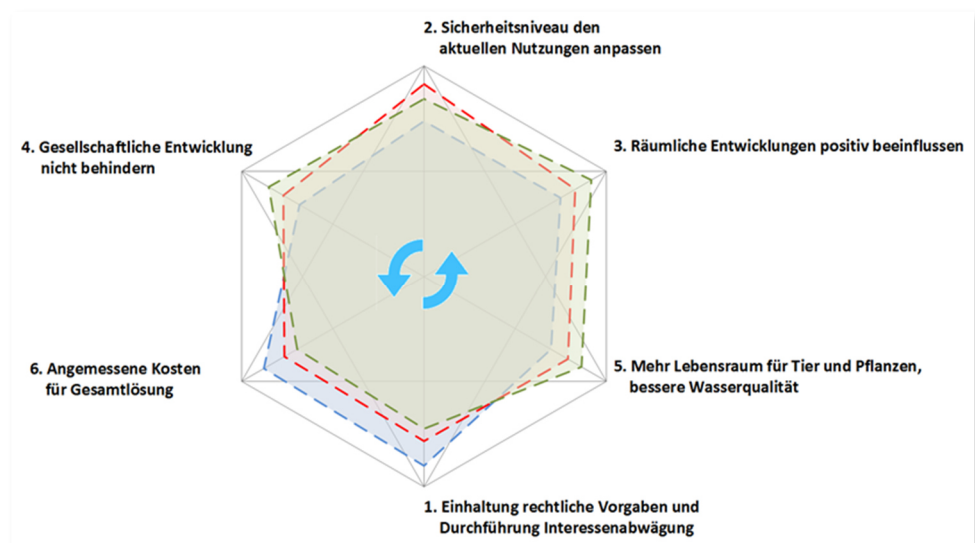 2. Sicherheitsniveau den
aktuellen Nutzungen anpassen
4. Gesellschaftliche Entwicklung
nicht behindern
3. Räumliche Entwicklungen positiv beeinflussen
6. Angemessene Kosten
für Gesamtlösung
5. Mehr Lebensraum für Tier und Pflanzen,
bessere Wasserqualität
1. Einhaltung rechtliche Vorgaben und
Durchführung Interessenabwägung